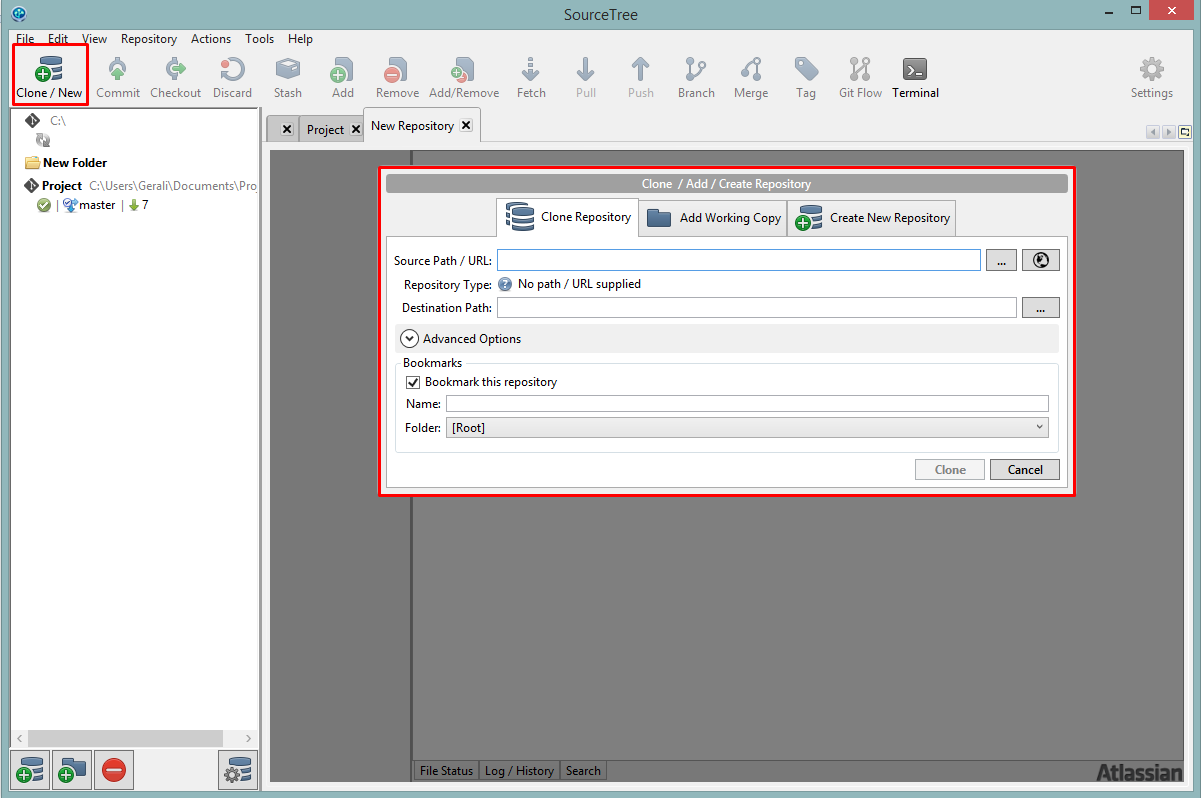 SourceTree
File Edit View Repository Actions Tools Help
Clone / New Commit Checkout Discard Stash Add Remove Add/Remove Fetch Pull Push Branch Merge Tag Git Flow Terminal Settings
C:\
New Folder
Project C:\Users\Gerali\Documents\Pro
| master | 7
Project New Repository
Clone / Add / Create Repository
Clone Repository Add Working Copy Create New Repository
Source Path / URL: ...
Repository Type: ? No path / URL supplied
Destination Path: ...
Advanced Options
Bookmarks
Bookmark this repository
Name:
Folder: [Root]
Clone Cancel
File Status Log / History Search
Atlassian